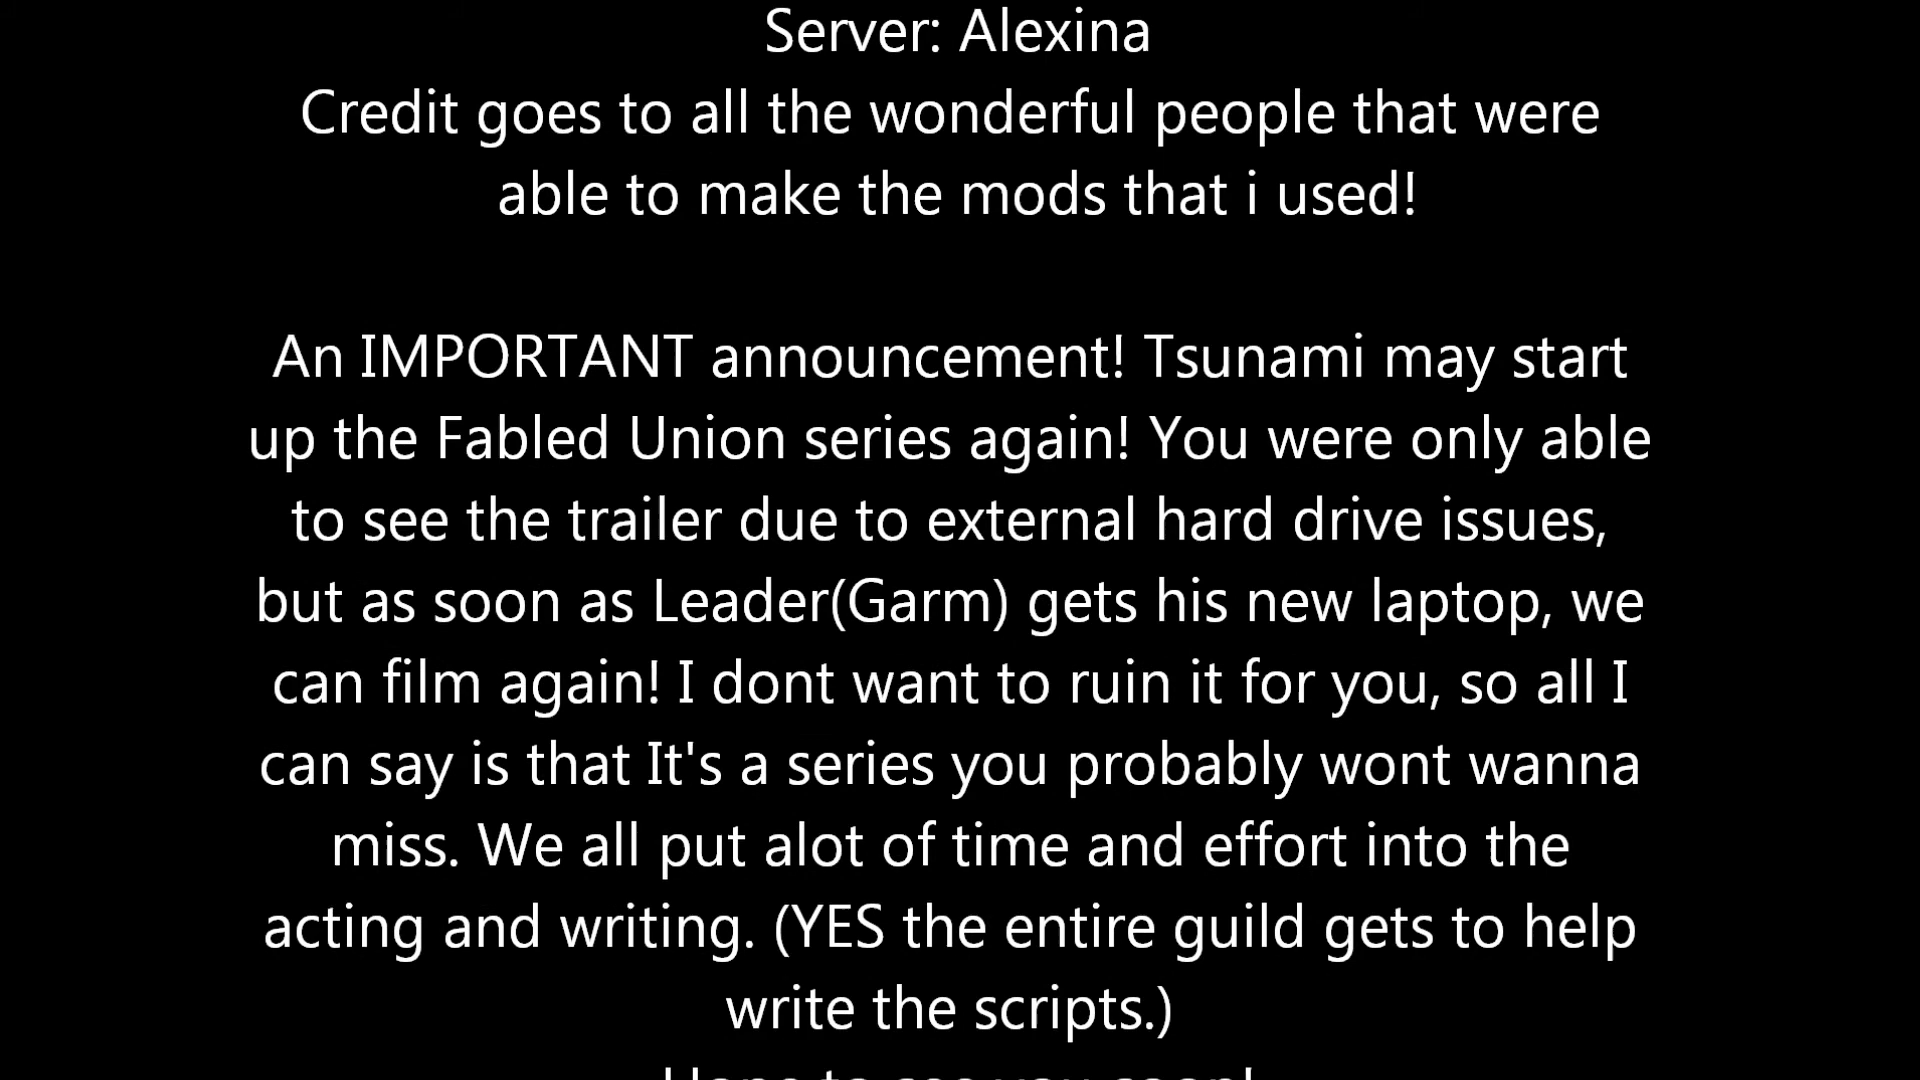 Server: Alexina
Credit goes to all the wonderful people that were
able to make the mods that i used!
An IMPORTANT announcement! Tsunami may start
up the Fabled Union series again! You were only able
to see the trailer due to external hard drive issues,
but as soon as Leader(Garm) gets his new laptop, we
can film again! I dont want to ruin it for you, so all I
can say is that It's a series you probably wont wanna
miss. We all put alot of time and effort into the
acting and writing. (YES the entire guild gets to help
write the scripts.)
Hope to see you soon!